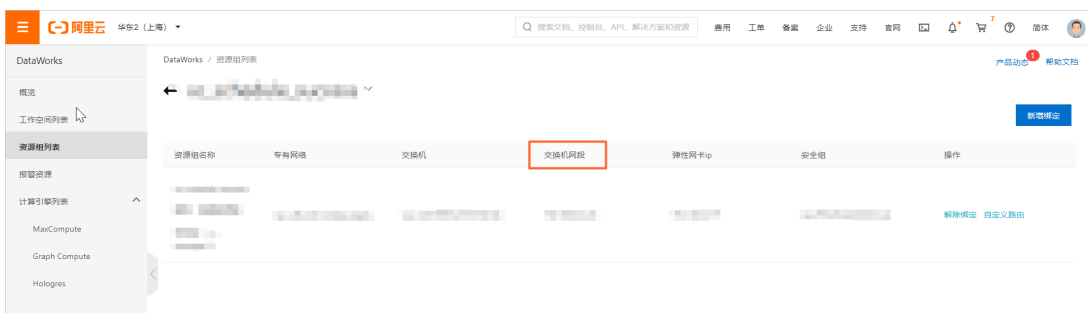 阿里云 华东2（上海） 搜索文档、控制台、API、解决方案和资源 费用 工单 备案 企业 支持 官网 7 简体
DataWorks
DataWorks / 资源组列表
产品动态 1 帮助文档
概览
工作空间列表
新增绑定
资源组列表
资源组名称 专有网络 交换机 交换机网段 弹性网卡ip 安全组 操作
报警资源
计算引擎列表
解除绑定 自定义路由
MaxCompute
Graph Compute
Hologres